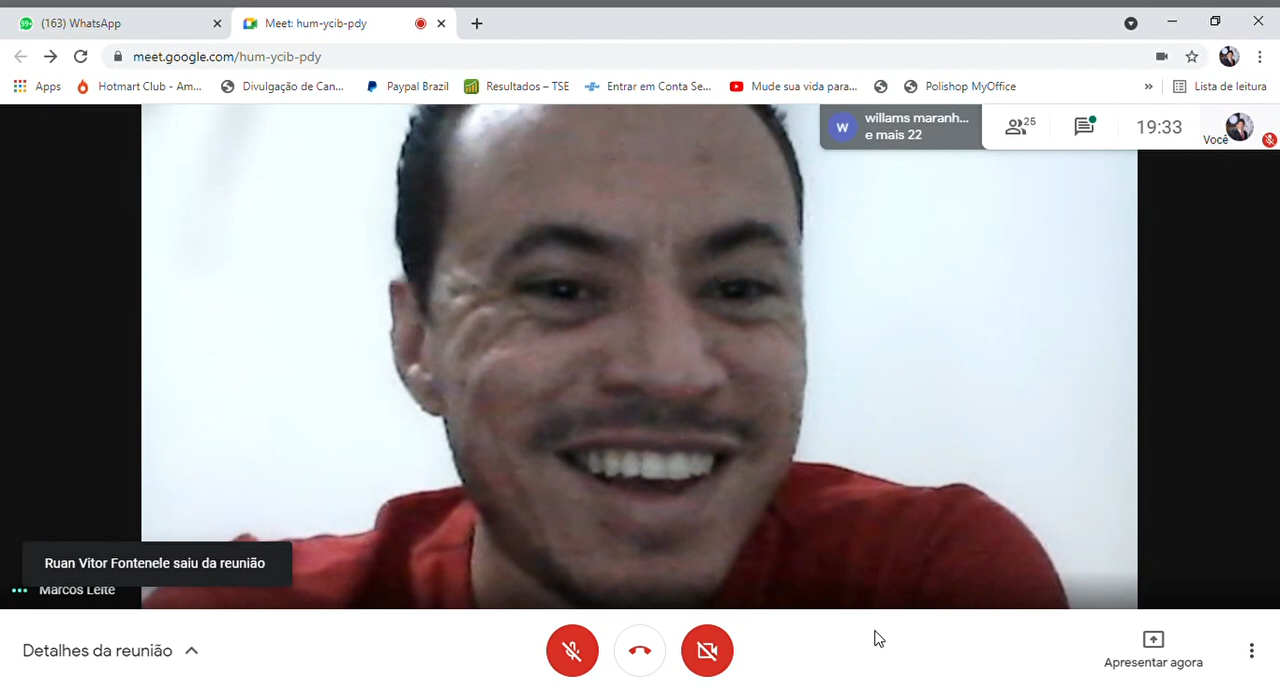 99+
(163) WhatsApp
Meet: hum-ycib-pdy
meet.google.com/hum-ycib-pdy
Apps
Hotmart Club - Am...
Divulgação de Can...
Paypal Brazil
Resultados – TSE
Entrar em Conta Se...
Mude sua vida para...
Polishop MyOffice
»
Lista de leitura
w
willams maranh...
e mais 22
25
19:33
Você
Ruan Vitor Fontenele saiu da reunião
Marcos Leite
Detalhes da reunião
Apresentar agora